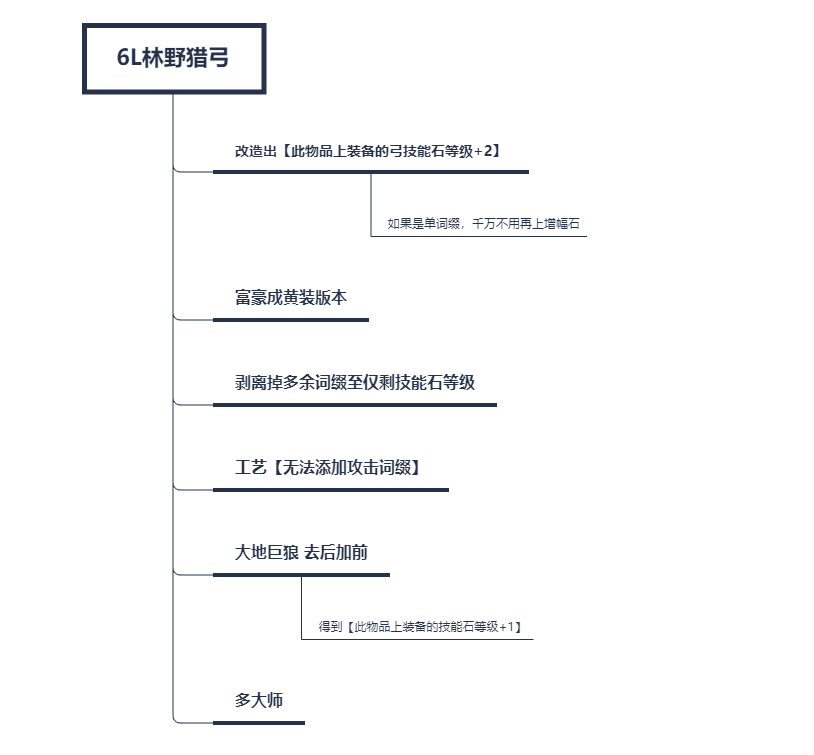 6L林野猎弓
改造出【此物品上装备的弓技能石等级+2】
如果是单词缀，千万不用再上增幅石
富豪成黄装版本
剥离掉多余词缀至仅剩技能石等级
工艺【无法添加攻击词缀】
大地巨狼 去后加前
得到【此物品上装备的技能石等级+1】
多大师